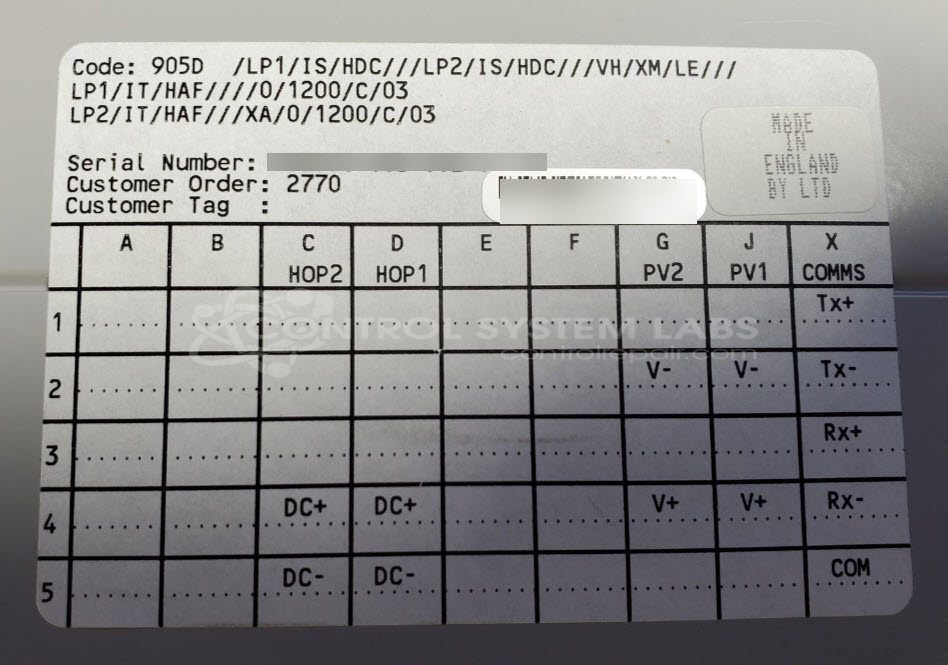 Code: 905D /LP1/IS/HDC///LP2/IS/HDC///VH/XM/LE///
LP1/IT/HAF////0/1200/C/03
LP2/IT/HAF///XA/0/1200/C/03
MADE
IN
ENGLAND
BY LTD
Serial Number:
Customer Order: 2770
Customer Tag :
A B C D E F G J X
HOP2 HOP1 PV2 PV1 COMMS
1 Tx+
CONTROL SYSTEM LABS
controlrepair.com
2 V- V- Tx-
3 Rx+
4 DC+ DC+ V+ V+ Rx-
5 DC- DC- COM